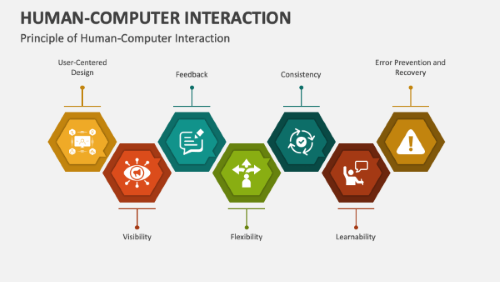 HUMAN-COMPUTER INTERACTION
Principle of Human-Computer Interaction
User-Centered
Design
Feedback
Consistency
Error Prevention and
Recovery
Visibility
Flexibility
Learnability